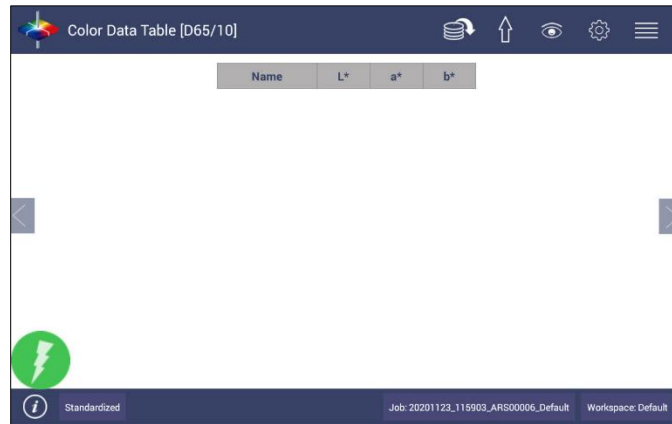 Color Data Table [D65/10]
Name L* a* b*
i Standardized Job: 20201123_115903_ARS00006_Default Workspace: Default